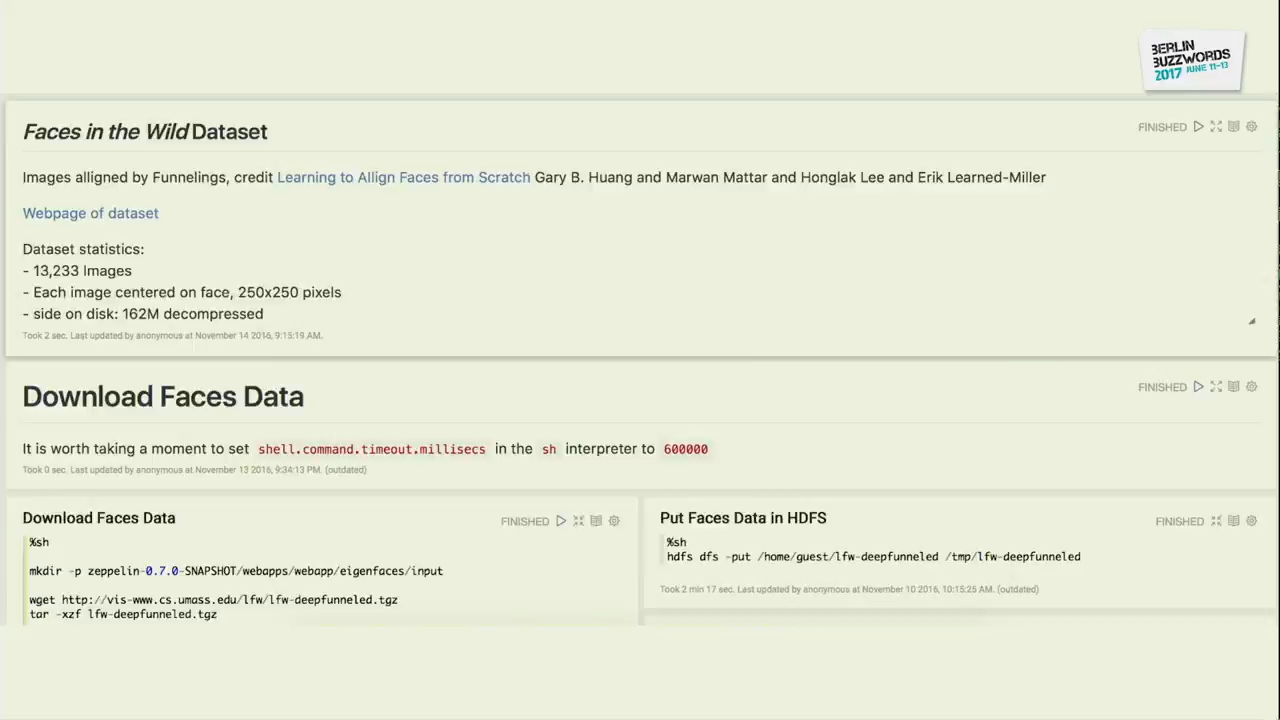 BERLIN
BUZZWORDS
2017 JUNE 11-13
Faces in the Wild Dataset
FINISHED
Images alligned by Funnelings, credit Learning to Allign Faces from Scratch Gary B. Huang and Marwan Mattar and Honglak Lee and Erik Learned-Miller
Webpage of dataset
Dataset statistics:
- 13,233 Images
- Each image centered on face, 250x250 pixels
- side on disk: 162M decompressed
Took 2 sec. Last updated by anonymous at November 14 2016, 9:15:19 AM.
Download Faces Data
FINISHED
It is worth taking a moment to set shell.command.timeout.millisecs in the sh interpreter to 600000
Took 0 sec. Last updated by anonymous at November 13 2016, 9:34:13 PM. (outdated)
Download Faces Data
FINISHED
%sh
mkdir -p zeppelin-0.7.0-SNAPSHOT/webapps/webapp/eigenfaces/input
wget http://vis-www.cs.umass.edu/lfw/lfw-deepfunneled.tgz
tar -xzf lfw-deepfunneled.tgz
Put Faces Data in HDFS
FINISHED
%sh
hdfs dfs -put /home/guest/lfw-deepfunneled /tmp/lfw-deepfunneled
Took 2 min 17 sec. Last updated by anonymous at November 10 2016, 10:15:25 AM. (outdated)